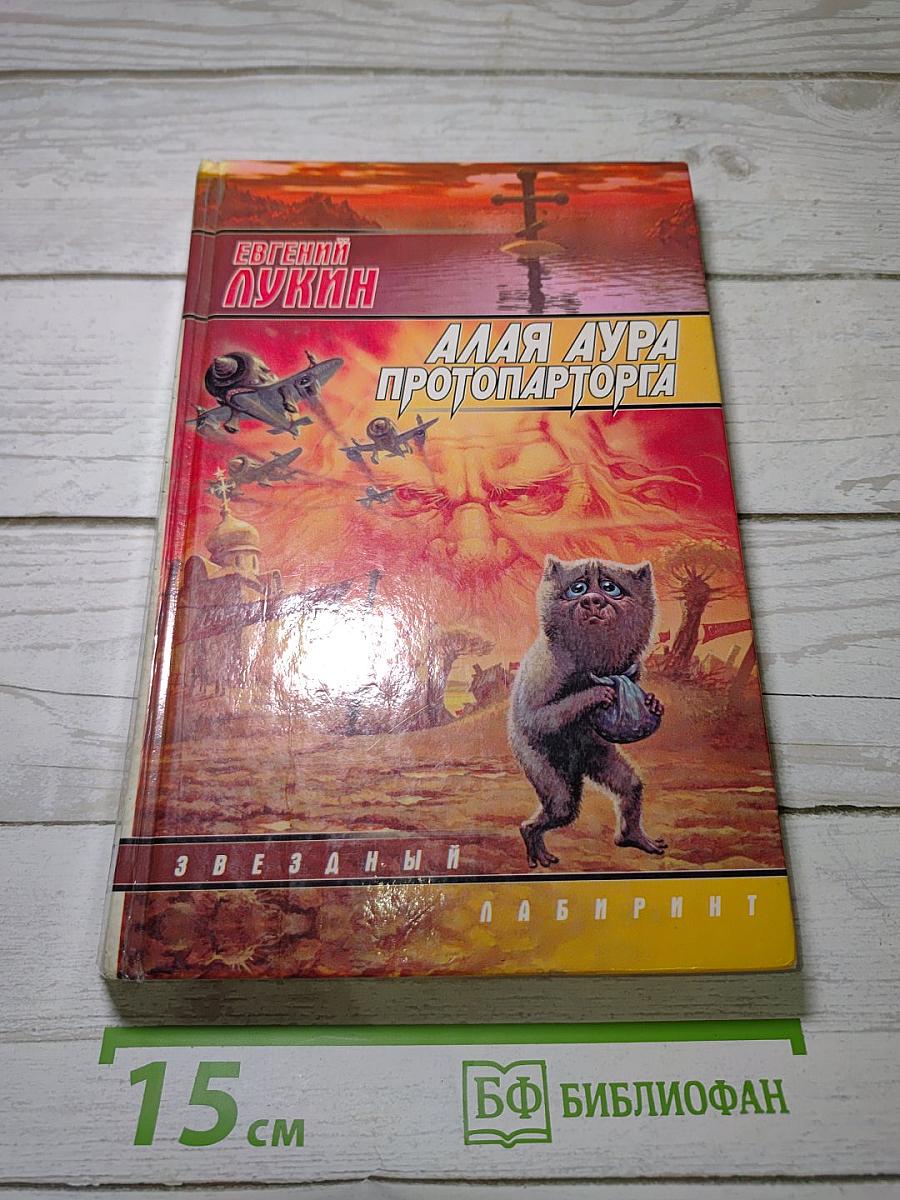 ЕВГЕНИЙ
ЛУКИН
АЛАЯ АУРА
ПРОТОПАРТОРГА
ЗВЕЗДНЫЙ
ЛАБИРИНТ
15 см
БФ БИБЛИОФАН